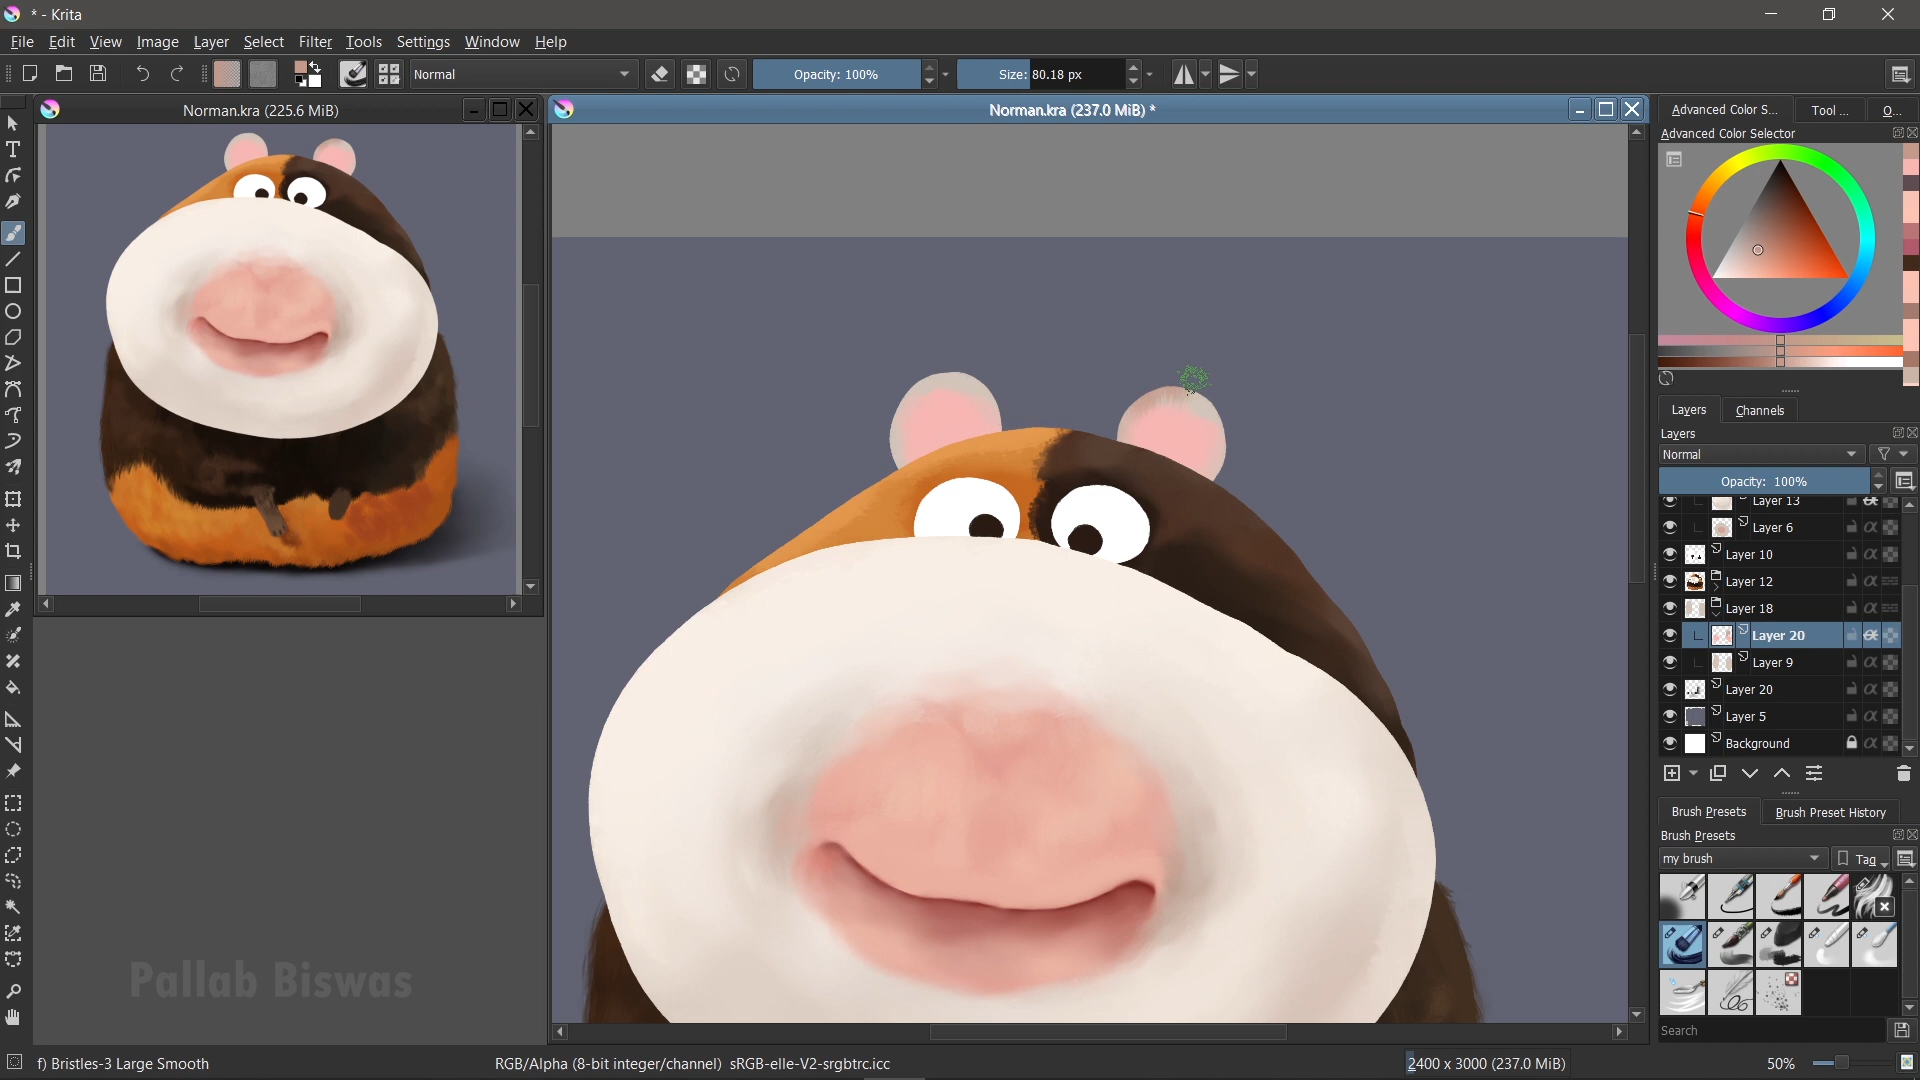 * - Krita
File Edit View Image Layer Select Filter Tools Settings Window Help
Normal
Opacity: 100%
Size: 80.18 px
Norman.kra (225.6 MiB)
Norman.kra (237.0 MiB) *
Advanced Color S... Tool ... O...
Advanced Color Selector
Layers Channels
Layers
Normal
Opacity: 100%
Layer 13
Layer 6
Layer 10
Layer 12
Layer 18
Layer 20
Layer 9
Layer 20
Layer 5
Background
Brush Presets Brush Preset History
Brush Presets
my brush Tag
Search
Pallab Biswas
f) Bristles-3 Large Smooth
RGB/Alpha (8-bit integer/channel) sRGB-elle-V2-srgbtrc.icc
2400 x 3000 (237.0 MiB)
50%